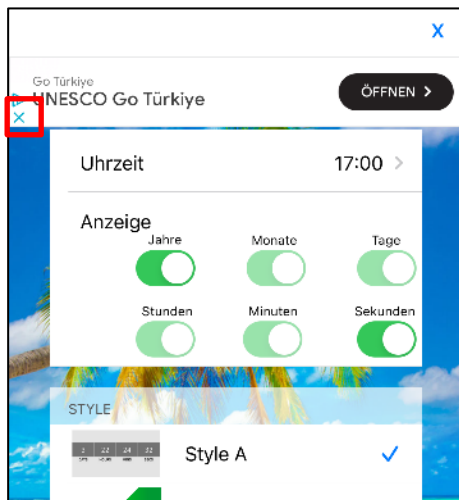 X
Go Türkiye
UNESCO Go Türkiye
ÖFFNEN >
Uhrzeit 17:00 >
Anzeige
Jahre Monate Tage
Stunden Minuten Sekunden
STYLE
Style A